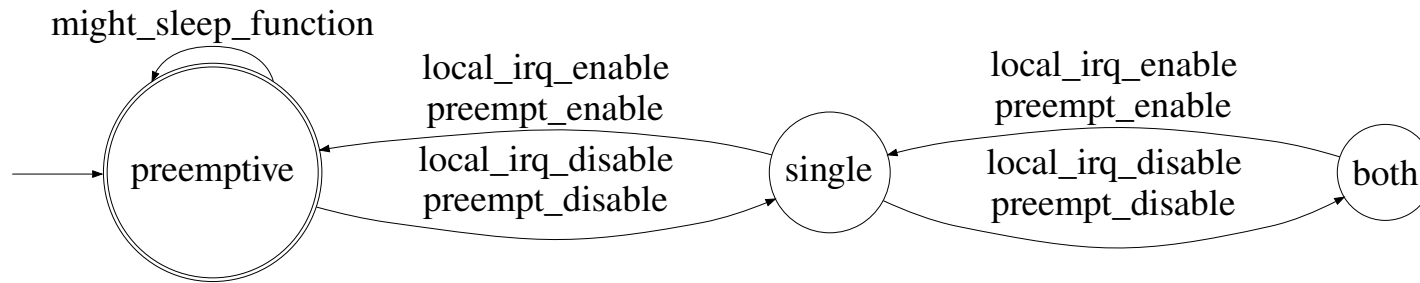 might_sleep_function
local_irq_enable
preempt_enable
local_irq_enable
preempt_enable
preemptive
local_irq_disable
preempt_disable
single
local_irq_disable
preempt_disable
both